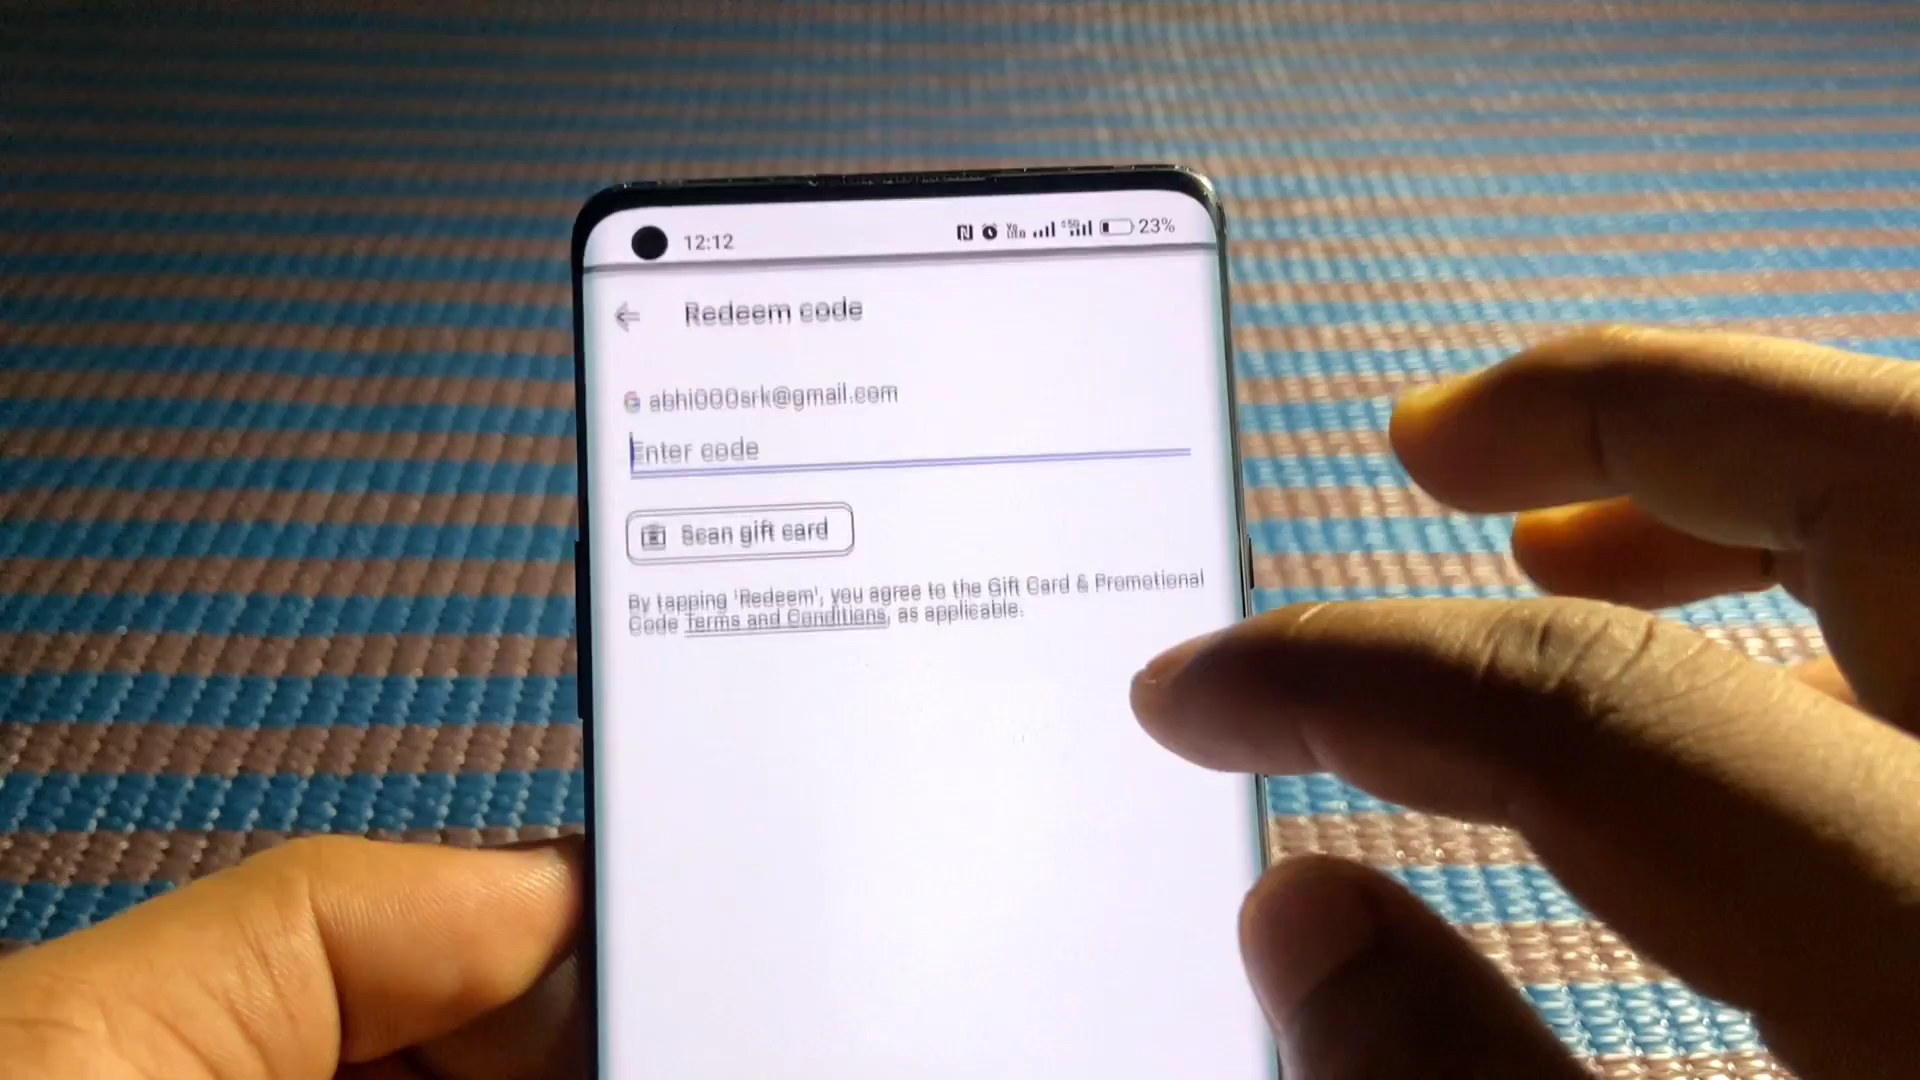 12:12
23%
Redeem code
abhi000srk@gmail.com
Enter code
Scan gift card
By tapping 'Redeem', you agree to the Gift Card & Promotional
Code Terms and Conditions, as applicable.